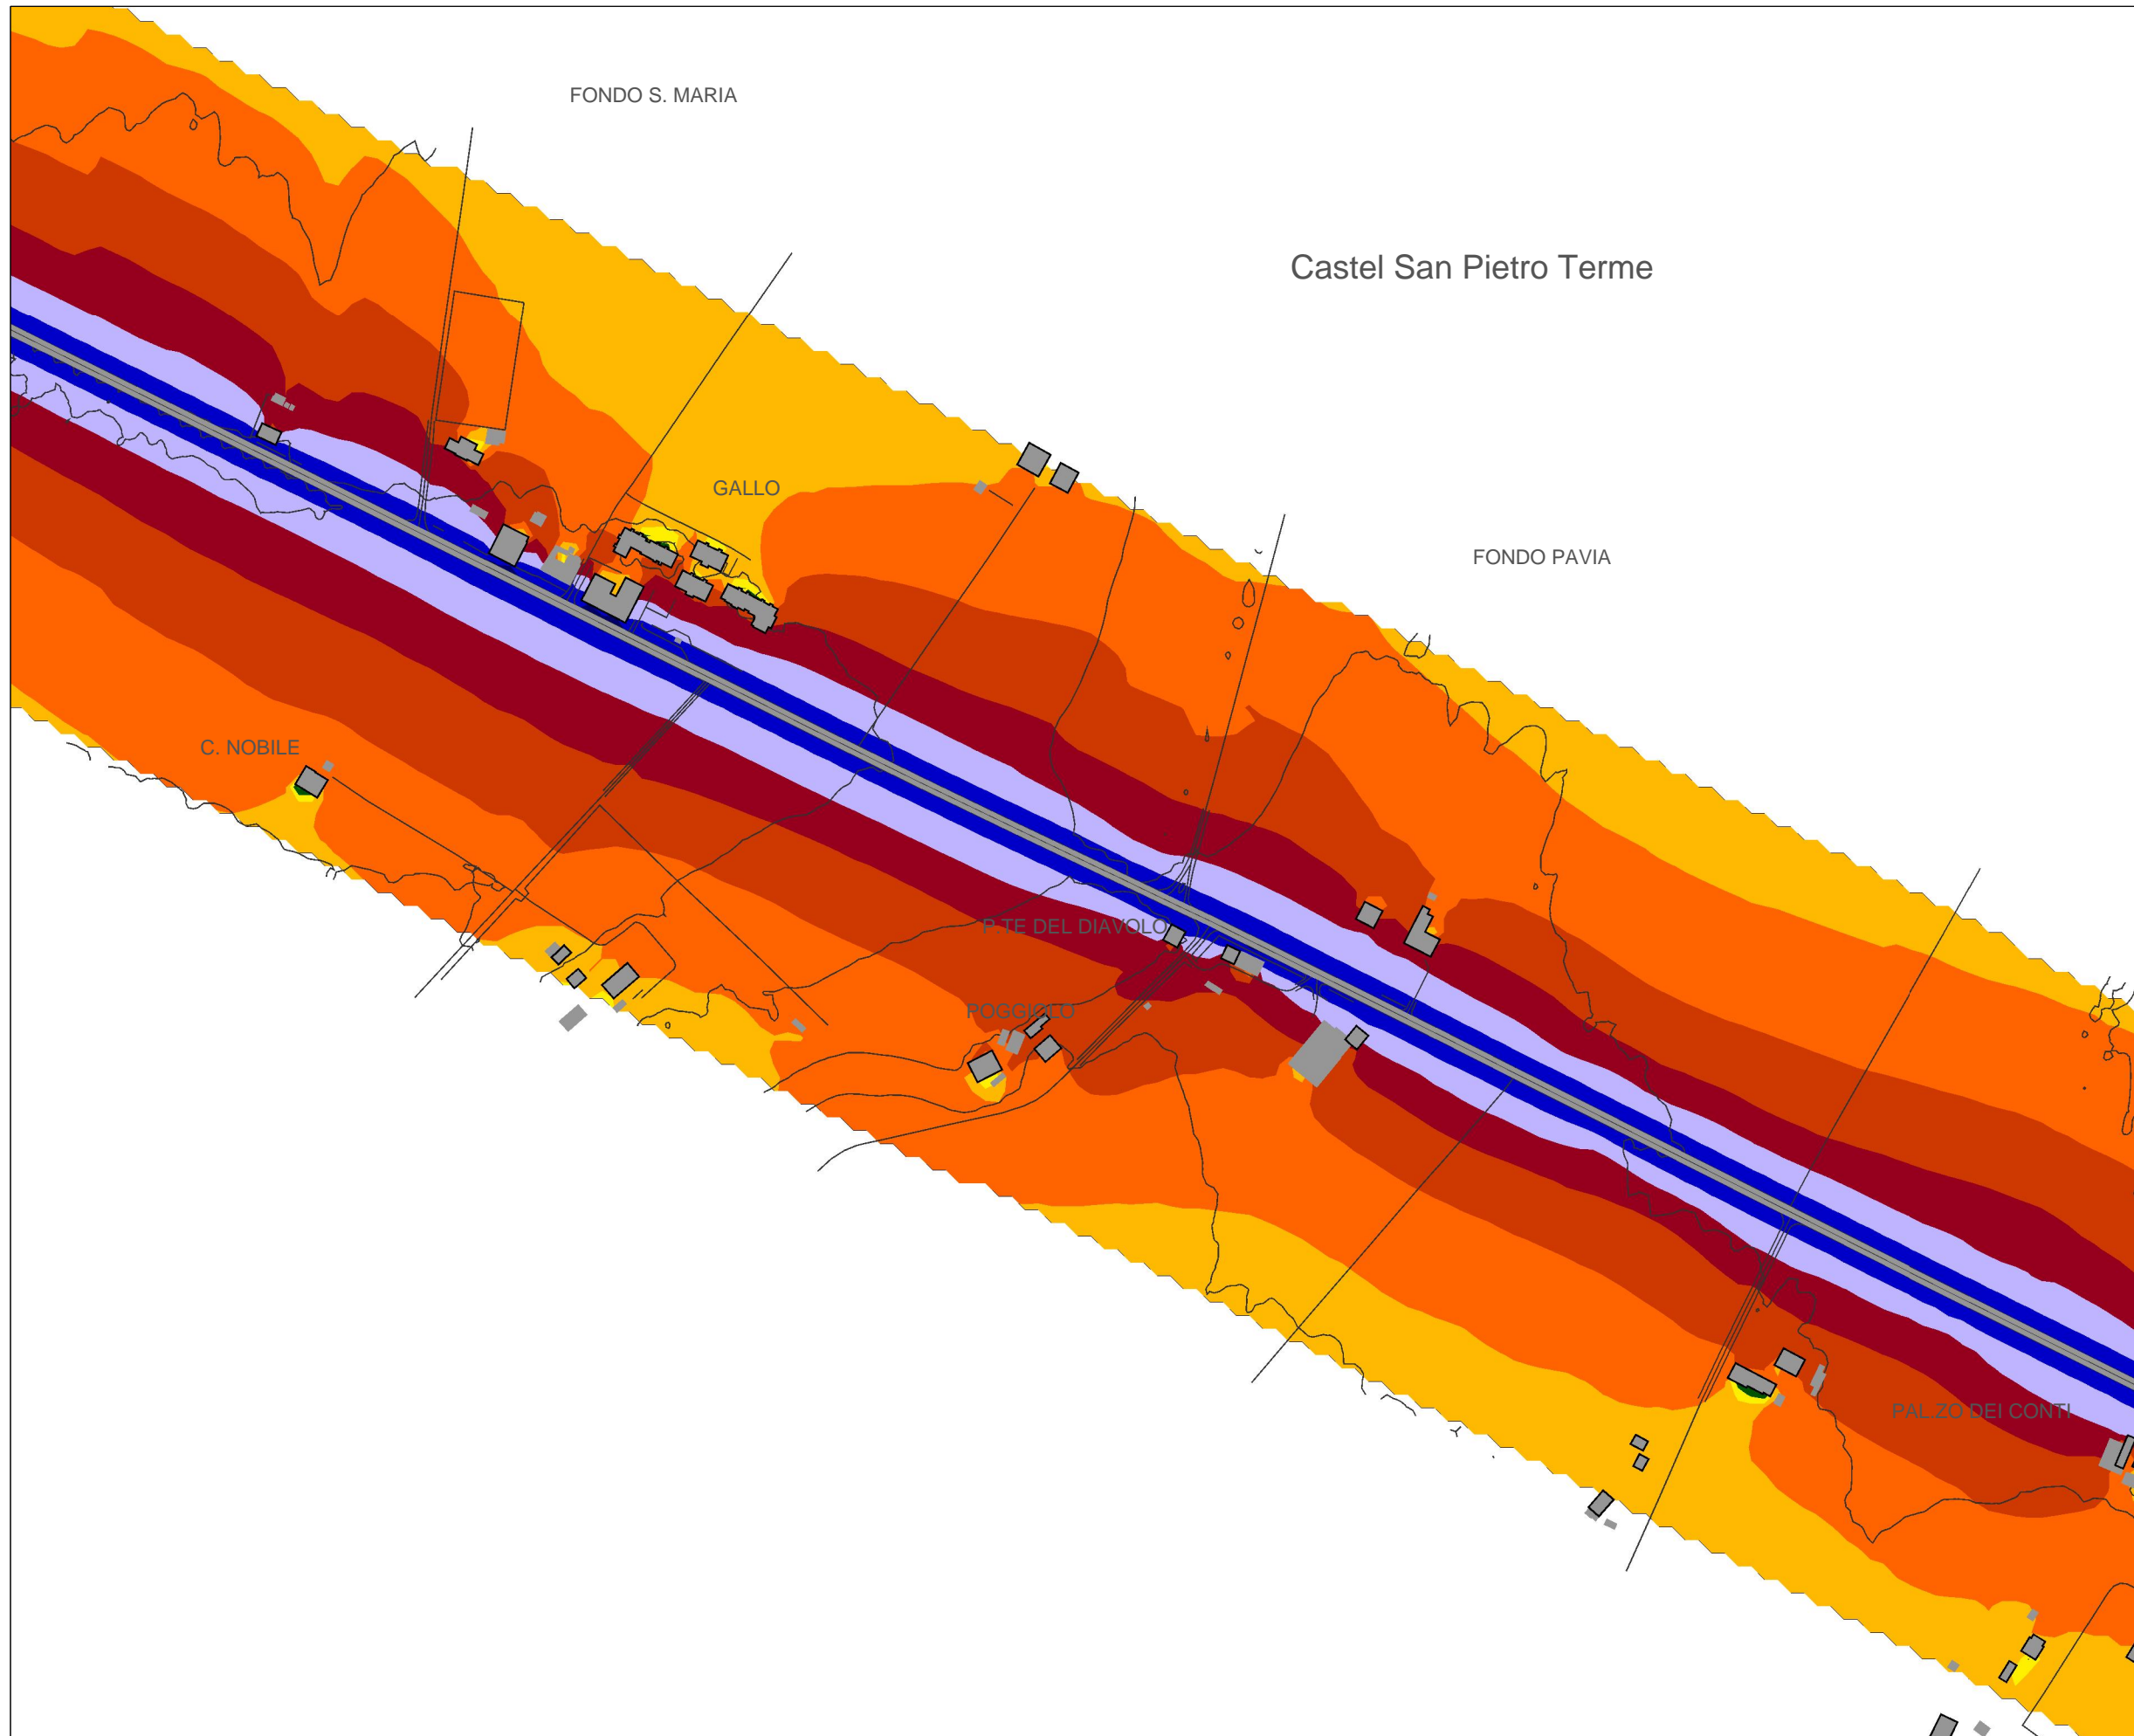 FONDO S. MARIA
Castel San Pietro Terme
GALLO
FONDO PAVIA
C. NOBILE
P.TE DEL DIAVOLO
POGGIOLO
PAL.ZO DEI CONTI